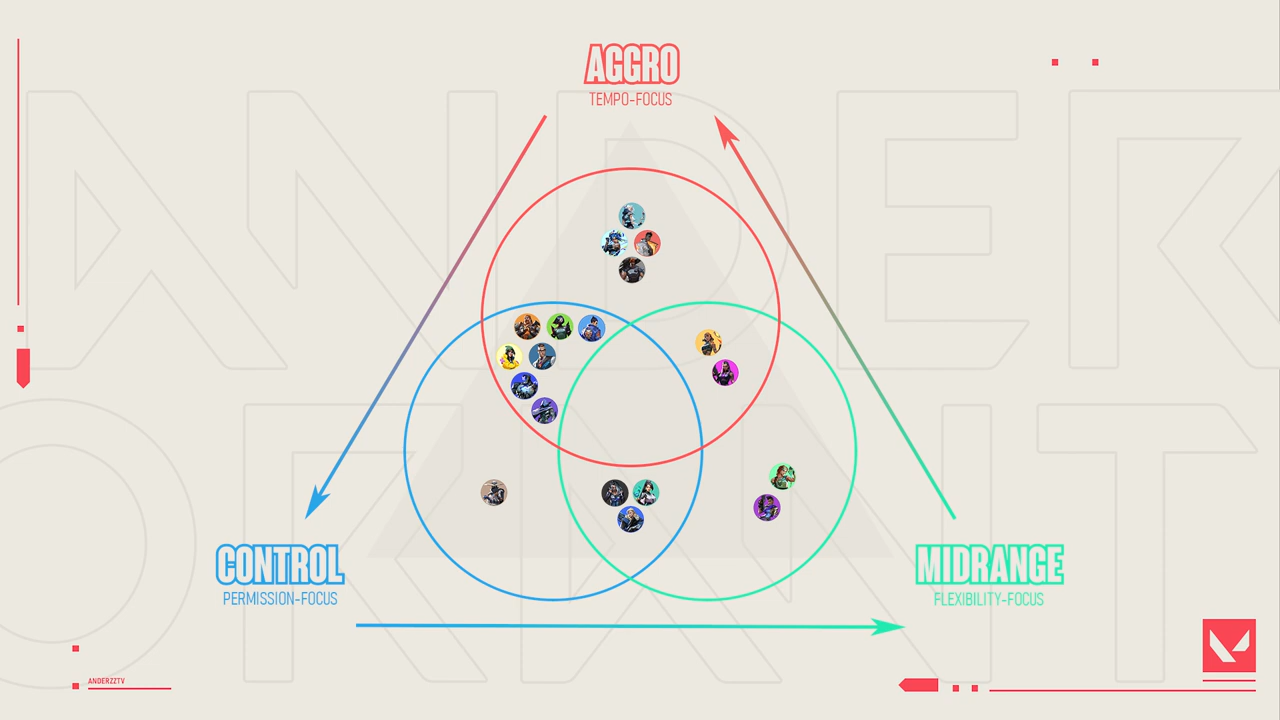 AGGRO
TEMPO-FOCUS
CONTROL
PERMISSION-FOCUS
MIDRANGE
FLEXIBILITY-FOCUS
ANDERZZTV